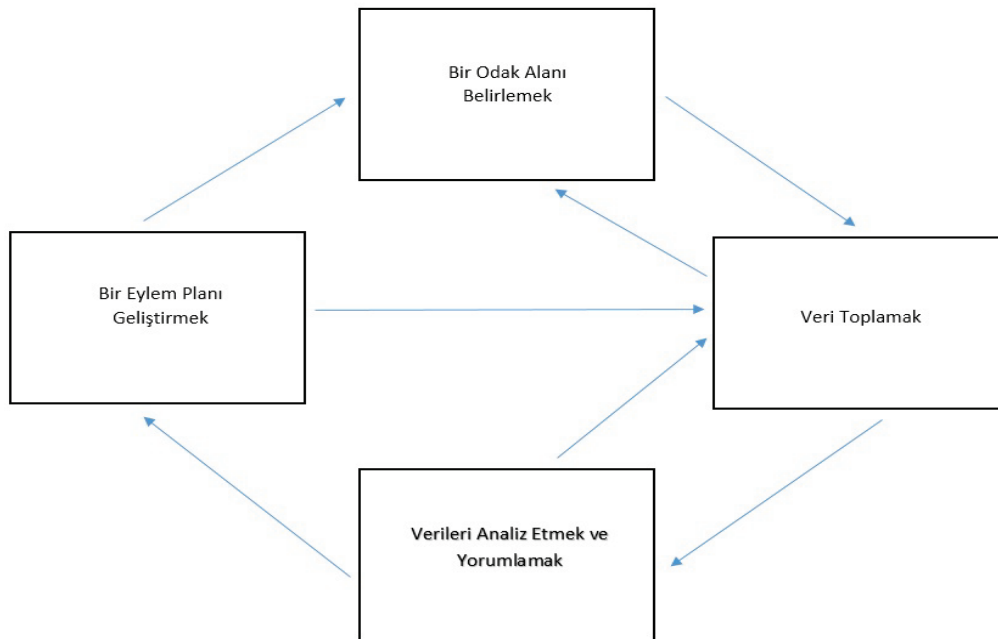 Bir Odak Alanı
Belirlemek
Bir Eylem Planı
Geliştirmek
Veri Toplamak
Verileri Analiz Etmek ve
Yorumlamak